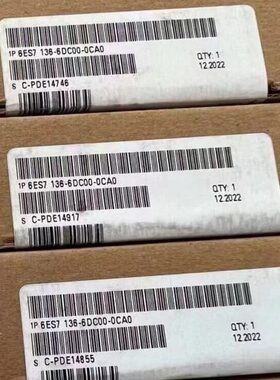 1P 6ES7 136-6DC00-0CA0
QTY: 1
12.2022
S C-PDE14746
1P 6ES7 136-6DC00-0CA0
QTY: 1
12.2022
S C-PDE14917
1P 6ES7 136-6DC00-0CA0
QTY: 1
12.2022
S C-PDE14855